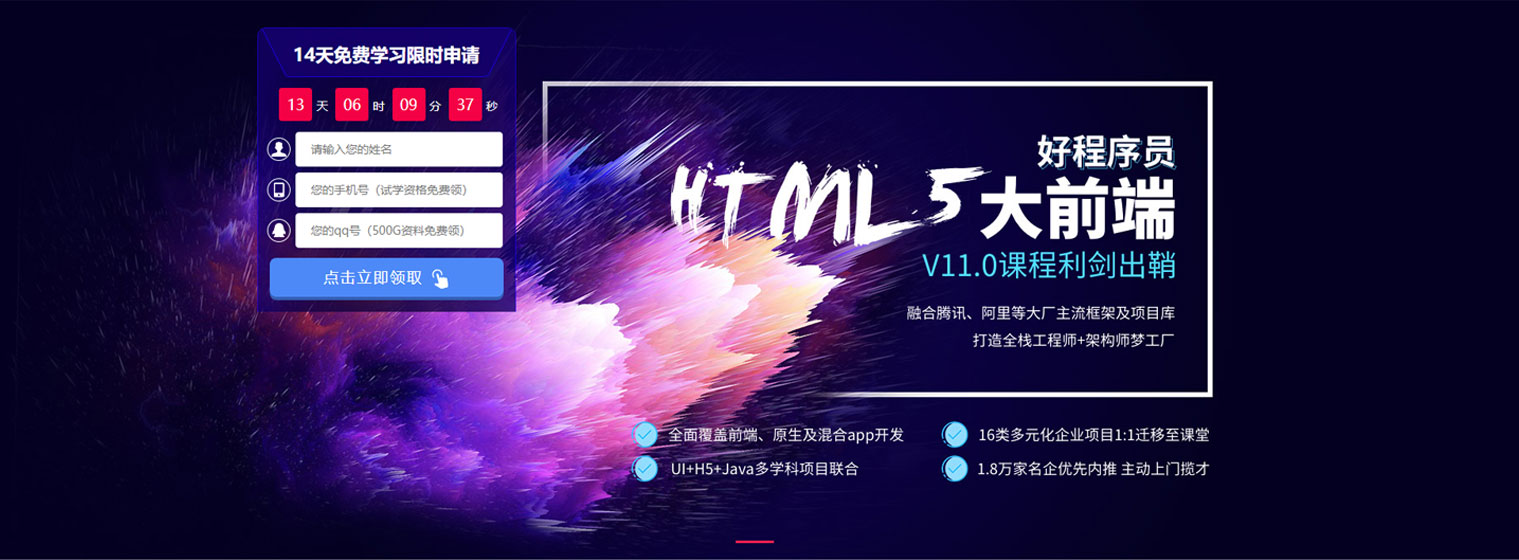 14天免费学习限时申请
13 天 06 时 09 分 37 秒
请输入您的姓名
您的手机号（试学资格免费领）
您的qq号（500G资料免费领）
点击立即领取
好程序员
HTML5大前端
V11.0课程利剑出鞘
融合腾讯、阿里等大厂主流框架及项目库
打造全栈工程师+架构师梦工厂
全面覆盖前端、原生及混合app开发
16类多元化企业项目1:1迁移至课堂
UI+H5+Java多学科项目联合
1.8万家名企优先内推 主动上门揽才